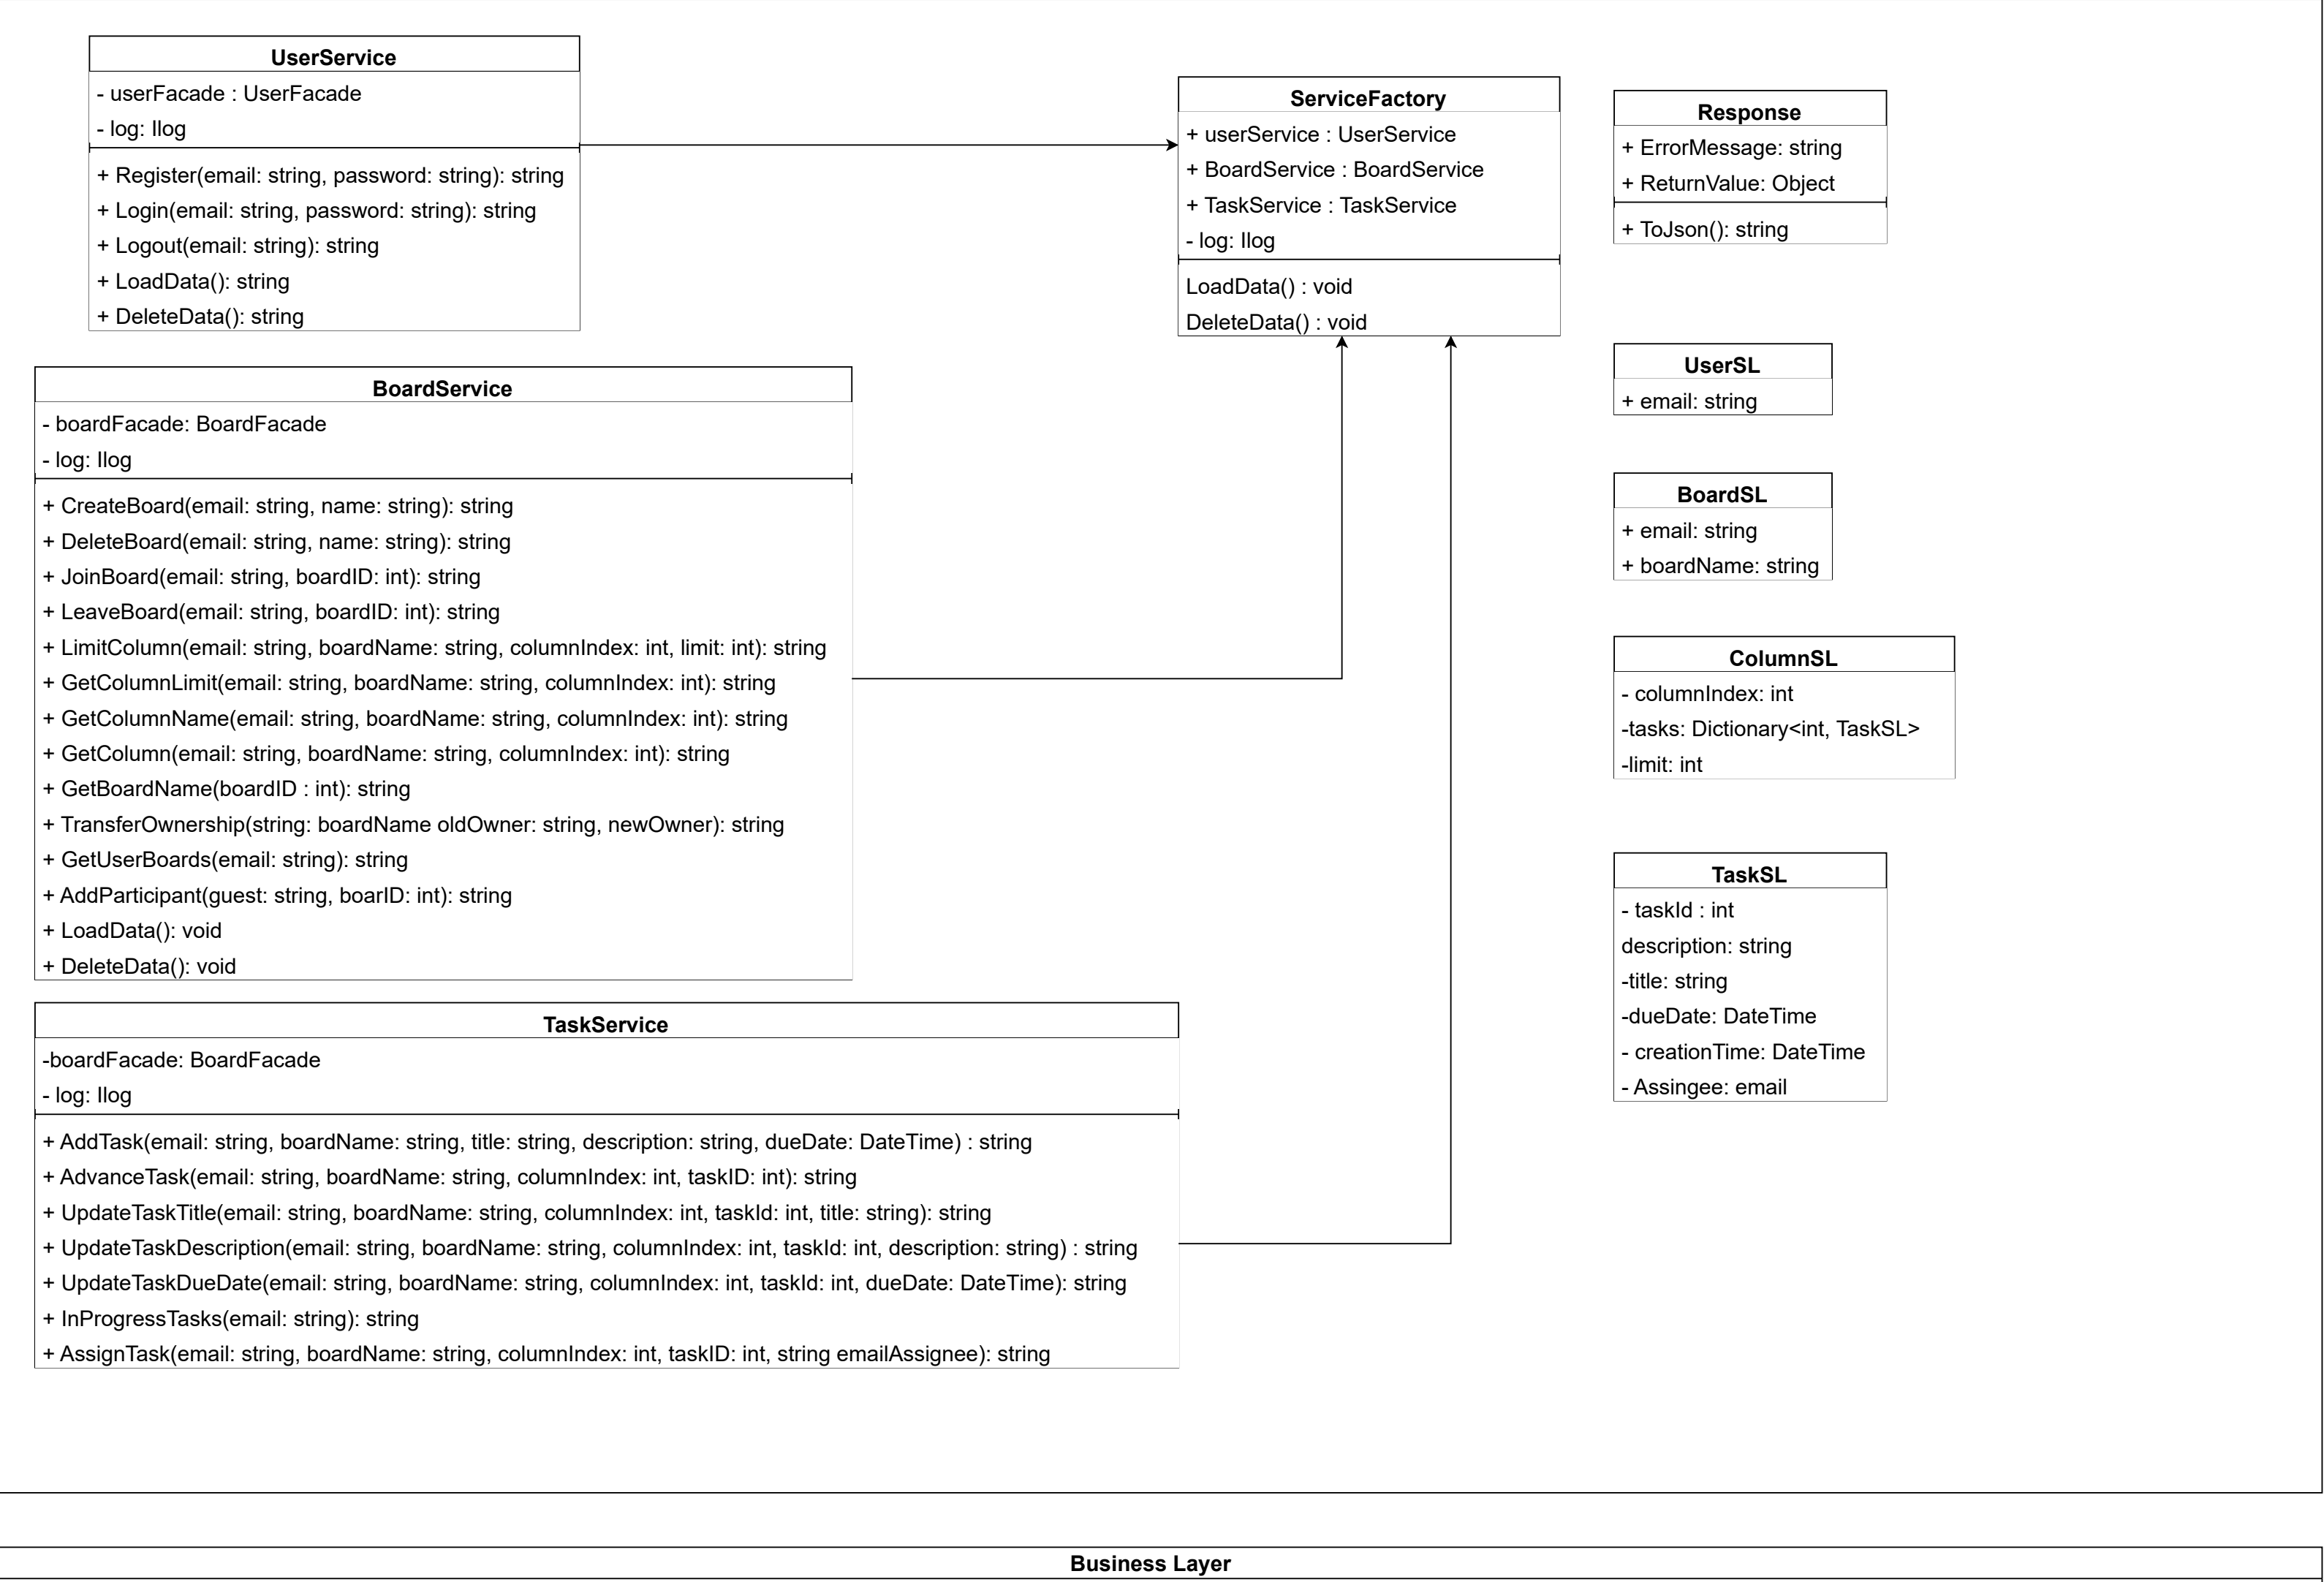 UserService
- userFacade : UserFacade
- log: Ilog
+ Register(email: string, password: string): string
+ Login(email: string, password: string): string
+ Logout(email: string): string
+ LoadData(): string
+ DeleteData(): string
BoardService
- boardFacade: BoardFacade
- log: Ilog
+ CreateBoard(email: string, name: string): string
+ DeleteBoard(email: string, name: string): string
+ JoinBoard(email: string, boardID: int): string
+ LeaveBoard(email: string, boardID: int): string
+ LimitColumn(email: string, boardName: string, columnIndex: int, limit: int): string
+ GetColumnLimit(email: string, boardName: string, columnIndex: int): string
+ GetColumnName(email: string, boardName: string, columnIndex: int): string
+ GetColumn(email: string, boardName: string, columnIndex: int): string
+ GetBoardName(boardID : int): string
+ TransferOwnership(string: boardName oldOwner: string, newOwner): string
+ GetUserBoards(email: string): string
+ AddParticipant(guest: string, boarID: int): string
+ LoadData(): void
+ DeleteData(): void
TaskService
-boardFacade: BoardFacade
- log: Ilog
+ AddTask(email: string, boardName: string, title: string, description: string, dueDate: DateTime) : string
+ AdvanceTask(email: string, boardName: string, columnIndex: int, taskID: int): string
+ UpdateTaskTitle(email: string, boardName: string, columnIndex: int, taskId: int, title: string): string
+ UpdateTaskDescription(email: string, boardName: string, columnIndex: int, taskId: int, description: string) : string
+ UpdateTaskDueDate(email: string, boardName: string, columnIndex: int, taskId: int, dueDate: DateTime): string
+ InProgressTasks(email: string): string
+ AssignTask(email: string, boardName: string, columnIndex: int, taskID: int, string emailAssignee): string
ServiceFactory
+ userService : UserService
+ BoardService : BoardService
+ TaskService : TaskService
- log: Ilog
LoadData() : void
DeleteData() : void
Response
+ ErrorMessage: string
+ ReturnValue: Object
+ ToJson(): string
UserSL
+ email: string
BoardSL
+ email: string
+ boardName: string
ColumnSL
- columnIndex: int
-tasks: Dictionary<int, TaskSL>
-limit: int
TaskSL
- taskId : int
description: string
-title: string
-dueDate: DateTime
- creationTime: DateTime
- Assingee: email
Business Layer